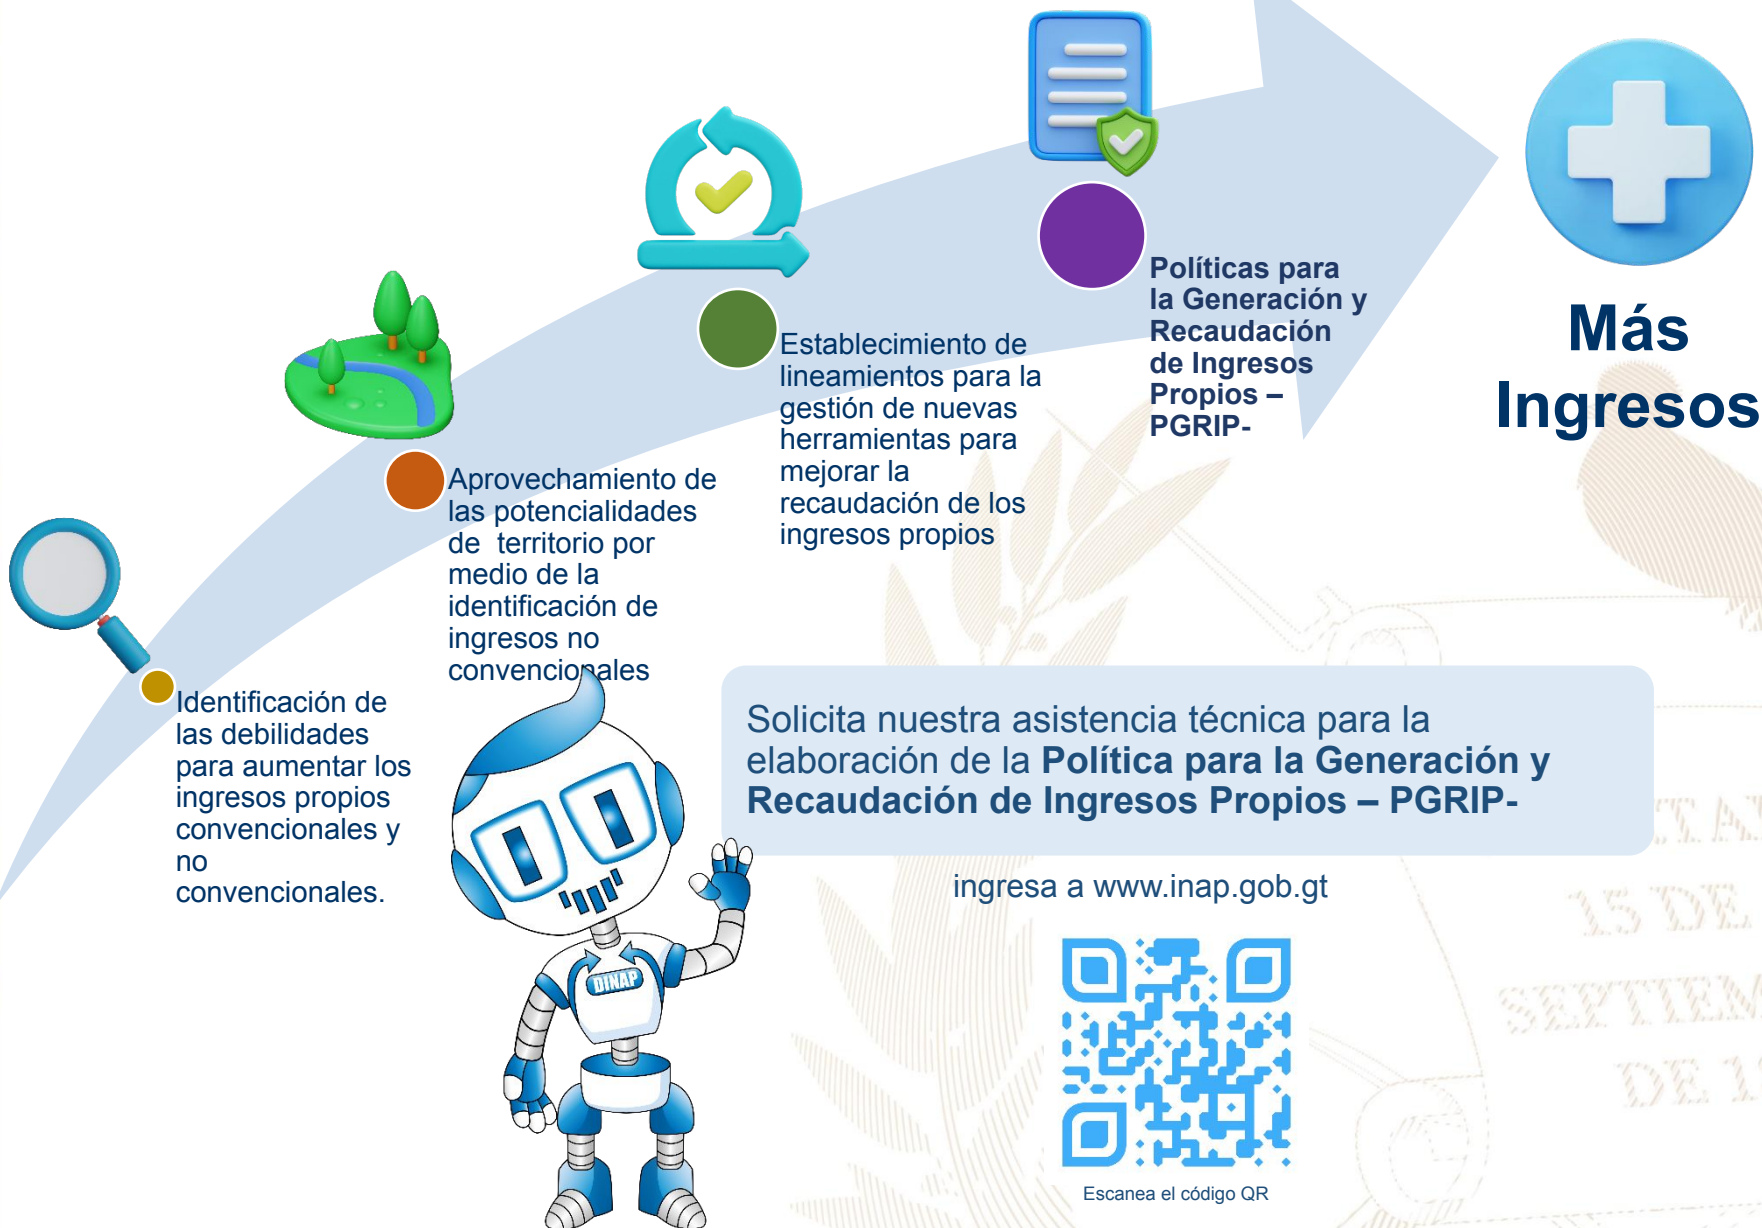 Políticas para
la Generación y
Recaudación
de Ingresos
Propios –
PGRIP-
Más
Ingresos
Establecimiento de
lineamientos para la
gestión de nuevas
herramientas para
mejorar la
recaudación de los
ingresos propios
Aprovechamiento de
las potencialidades
de territorio por
medio de la
identificación de
ingresos no
convencionales
Identificación de
las debilidades
para aumentar los
ingresos propios
convencionales y
no
convencionales.
Solicita nuestra asistencia técnica para la
elaboración de la Política para la Generación y
Recaudación de Ingresos Propios – PGRIP-
ingresa a www.inap.gob.gt
DINAP
Escanea el código QR
15 DE